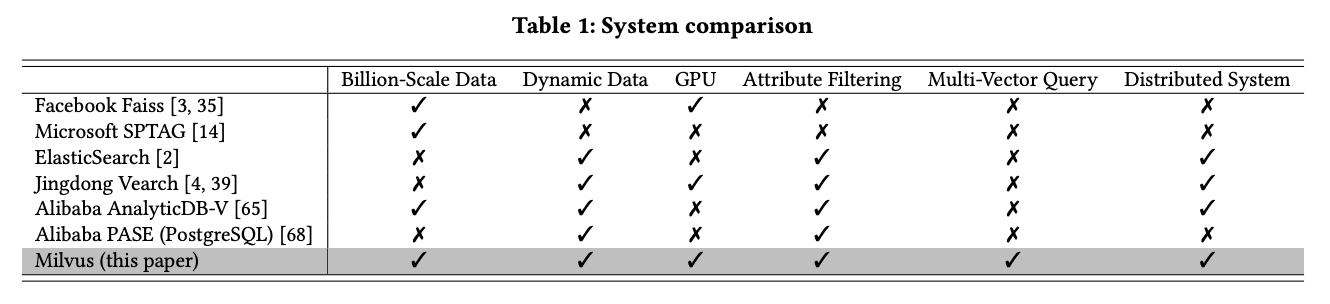 Table 1: System comparison
Billion-Scale Data Dynamic Data GPU Attribute Filtering Multi-Vector Query Distributed System
Facebook Faiss [3, 35] ✓ ✗ ✓ ✗ ✗ ✗
Microsoft SPTAG [14] ✓ ✗ ✗ ✗ ✗ ✗
ElasticSearch [2] ✗ ✓ ✗ ✓ ✗ ✓
Jingdong Vearch [4, 39] ✗ ✓ ✓ ✓ ✗ ✓
Alibaba AnalyticDB-V [65] ✓ ✓ ✗ ✓ ✗ ✓
Alibaba PASE (PostgreSQL) [68] ✗ ✓ ✗ ✓ ✗ ✗
Milvus (this paper) ✓ ✓ ✓ ✓ ✓ ✓